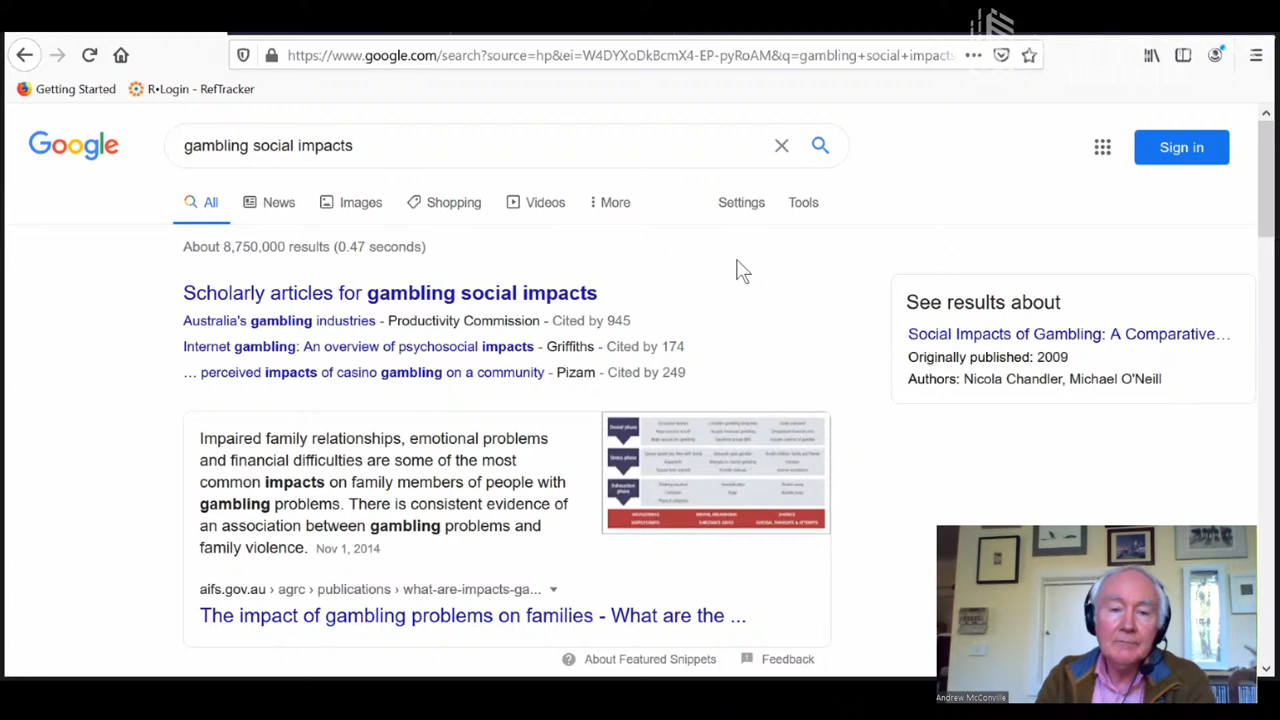 https://www.google.com/search?source=hp&ei=W4DYXoDkBcmX4-EP-pyRoAM&q=gambling+social+impacts
Getting Started R•Login - RefTracker
Google gambling social impacts Sign in
All News Images Shopping Videos More Settings Tools
About 8,750,000 results (0.47 seconds)
Scholarly articles for gambling social impacts
Australia's gambling industries - Productivity Commission - Cited by 945
Internet gambling: An overview of psychosocial impacts - Griffiths - Cited by 174
... perceived impacts of casino gambling on a community - Pizam - Cited by 249
See results about
Social Impacts of Gambling: A Comparative...
Originally published: 2009
Authors: Nicola Chandler, Michael O'Neill
Impaired family relationships, emotional problems
and financial difficulties are some of the most
common impacts on family members of people with
gambling problems. There is consistent evidence of
an association between gambling problems and
family violence. Nov 1, 2014
aifs.gov.au › agrc › publications › what-are-impacts-ga...
The impact of gambling problems on families - What are the ...
About Featured Snippets Feedback
Andrew McConville